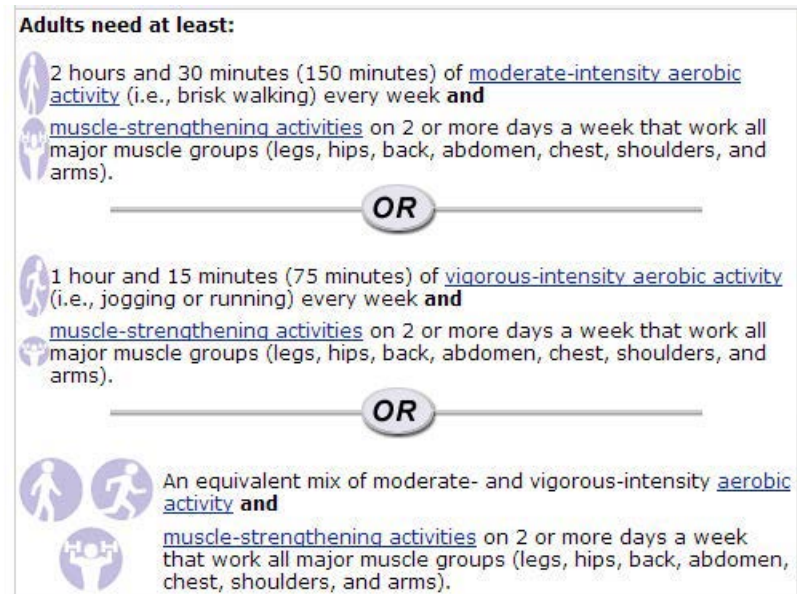 Adults need at least:
2 hours and 30 minutes (150 minutes) of moderate-intensity aerobic
activity (i.e., brisk walking) every week and
muscle-strengthening activities on 2 or more days a week that work all
major muscle groups (legs, hips, back, abdomen, chest, shoulders, and
arms).
OR
1 hour and 15 minutes (75 minutes) of vigorous-intensity aerobic activity
(i.e., jogging or running) every week and
muscle-strengthening activities on 2 or more days a week that work all
major muscle groups (legs, hips, back, abdomen, chest, shoulders, and
arms).
OR
An equivalent mix of moderate- and vigorous-intensity aerobic
activity and
muscle-strengthening activities on 2 or more days a week
that work all major muscle groups (legs, hips, back, abdomen,
chest, shoulders, and arms).